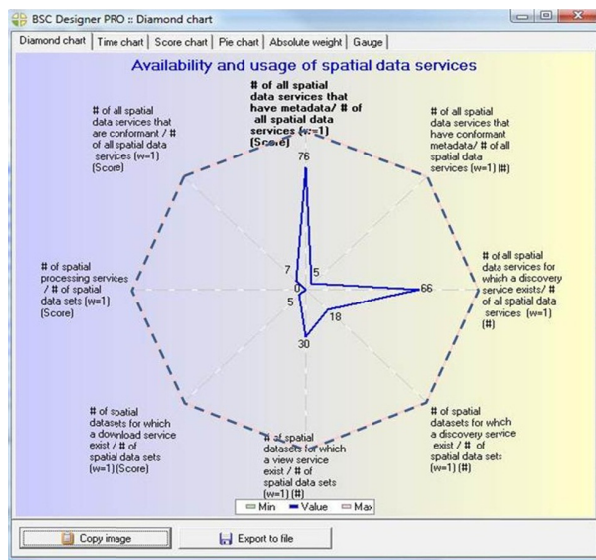 BSC Designer PRO :: Diamond chart
Diamond chart Time chart Score chart Pie chart Absolute weight Gauge
Availability and usage of spatial data services
# of all spatial
data services that
have metadata/ # of
all spatial data
services (w=1)
(Score)
# of all spatial
data services that
are conformant / #
of all spatial data
services (w=1)
(Score)
# of all spatial
data services that
have conformant
metadata/ # of all
spatial data
services (w=1) (#)
76
# of spatial
processing services
/ # of spatial
data sets (w=1)
(Score)
7
5
0
66
5
18
30
# of all spatial
data services for
which a discovery
service exists/ #
of all spatial data
services (w=1)
(#)
# of spatial
datasets for which
a download service
exist / # of
spatial data sets
(w=1)(Score)
# of spatial
datasets for which
a view service
exist / # of
spatial data sets
(w=1) (#)
# of spatial
datasets for which
a discovery service
exist / # of
spatial data sets
(w=1) (#)
Min Value Max
Copy image Export to file